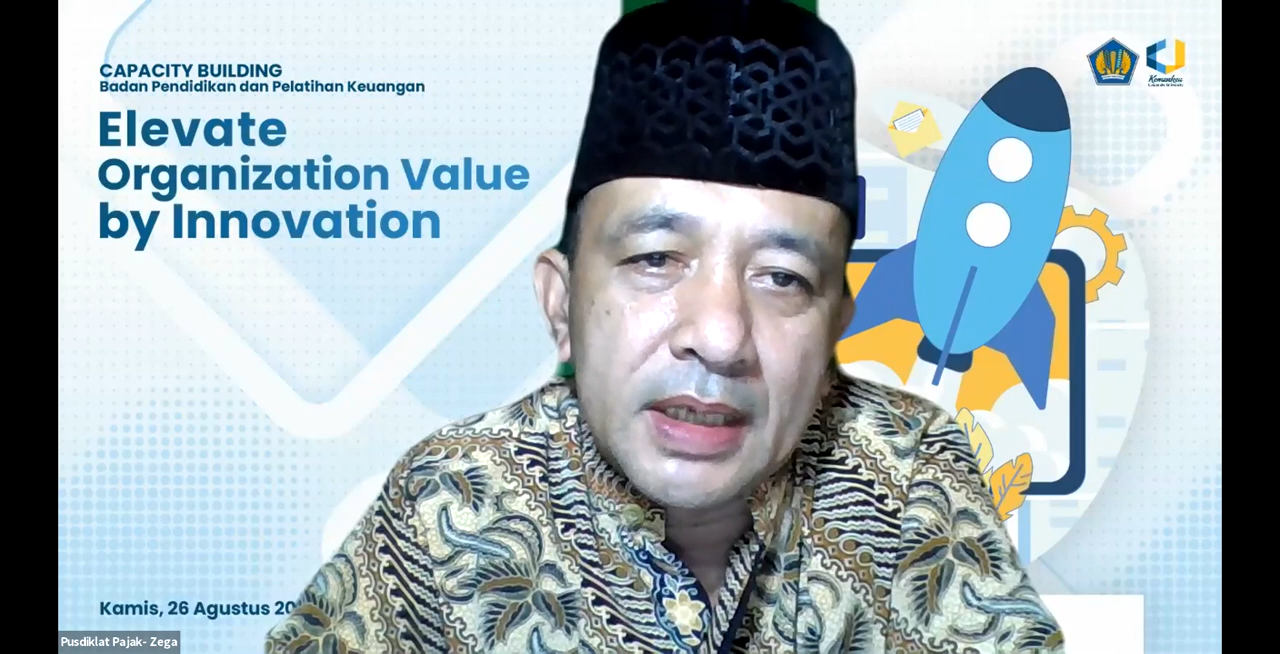 CAPACITY BUILDING
Badan Pendidikan dan Pelatihan Keuangan
Elevate
Organization Value
by Innovation
Kemenkeu
Kamis, 26 Agustus 20
Pusdiklat Pajak- Zega